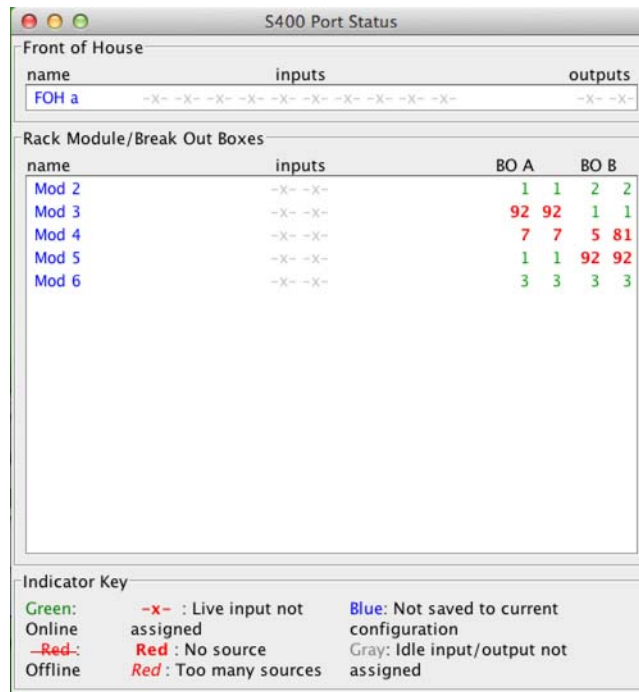 S400 Port Status
Front of House
name inputs outputs
FOH a -x- -x- -x- -x- -x- -x- -x- -x- -x- -x- -x- -x-
Rack Module/Break Out Boxes
name inputs BO A BO B
Mod 2 -x- -x- 1 1 2 2
Mod 3 -x- -x- 92 92 1 1
Mod 4 -x- -x- 7 7 5 81
Mod 5 -x- -x- 1 1 92 92
Mod 6 -x- -x- 3 3 3 3
Indicator Key
Green: -x- : Live input not Blue: Not saved to current
Online assigned configuration
Red: Red : No source Gray: Idle input/output not
Offline Red : Too many sources assigned